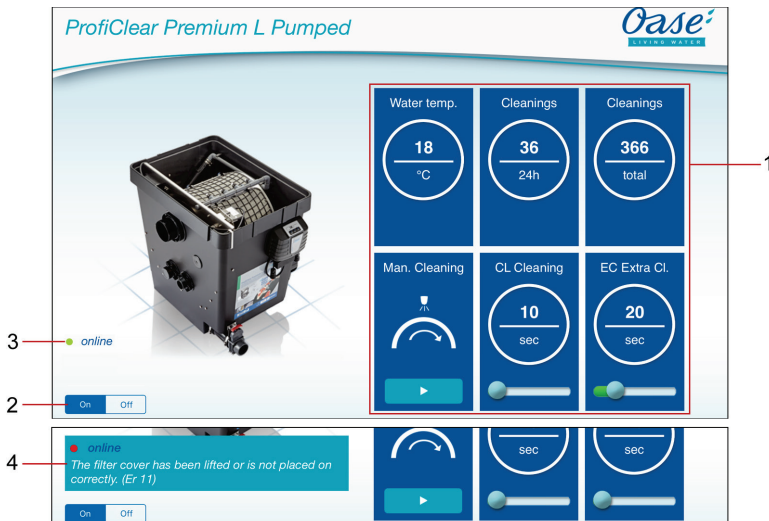 ProfiClear Premium L Pumped
Oase
LIVING WATER
Water temp.
18
°C
Cleanings
36
24h
Cleanings
366
total
1
Man. Cleaning
CL Cleaning
10
sec
EC Extra Cl.
20
sec
3
online
2
On Off
4
online
The filter cover has been lifted or is not placed on
correctly. (Er 11)
On Off
sec
sec